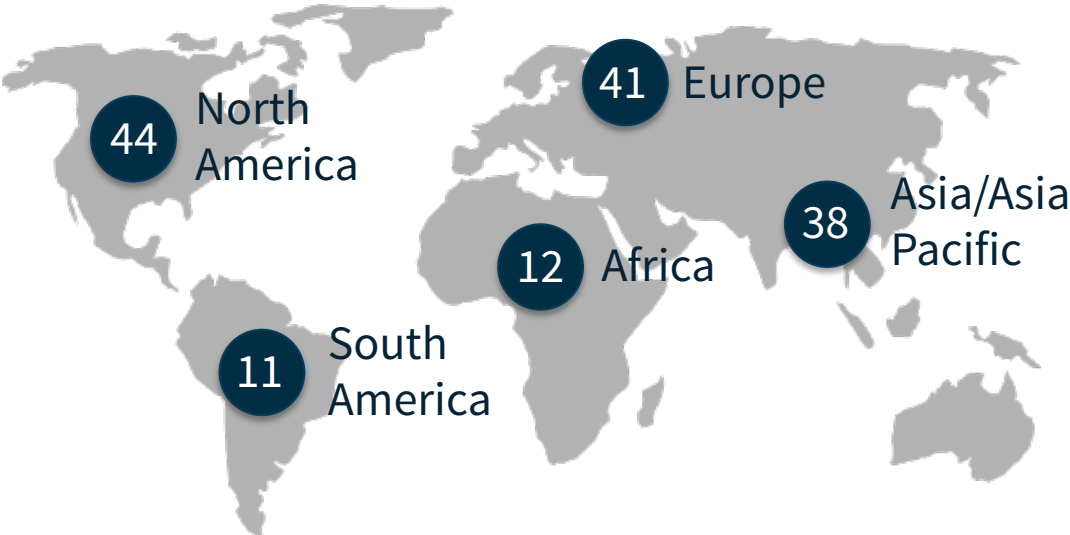 44
North
America
41
Europe
38
Asia/Asia
Pacific
12
Africa
11
South
America